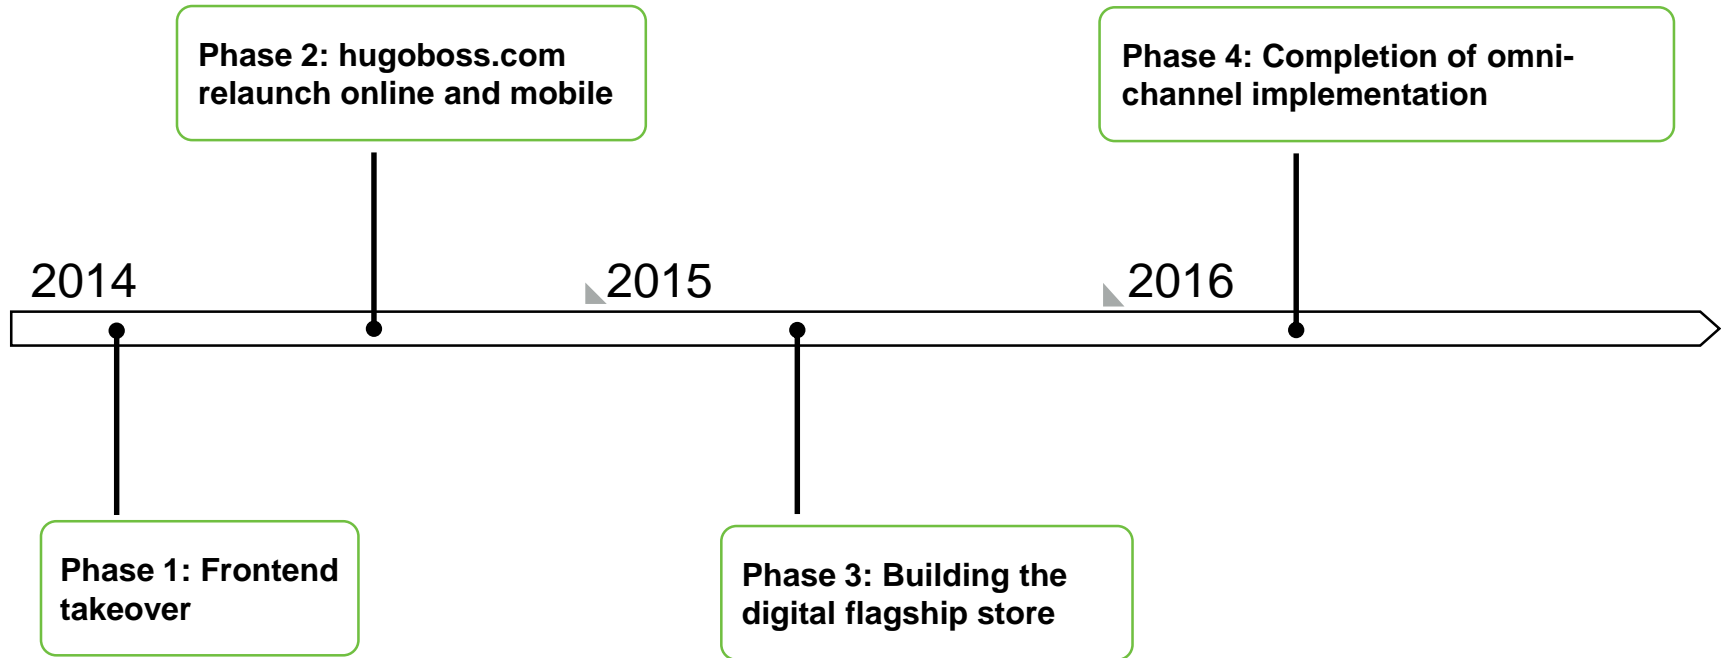 Phase 2: hugoboss.com
relaunch online and mobile
Phase 4: Completion of omni-
channel implementation
2014
2015
2016
Phase 1: Frontend
takeover
Phase 3: Building the
digital flagship store